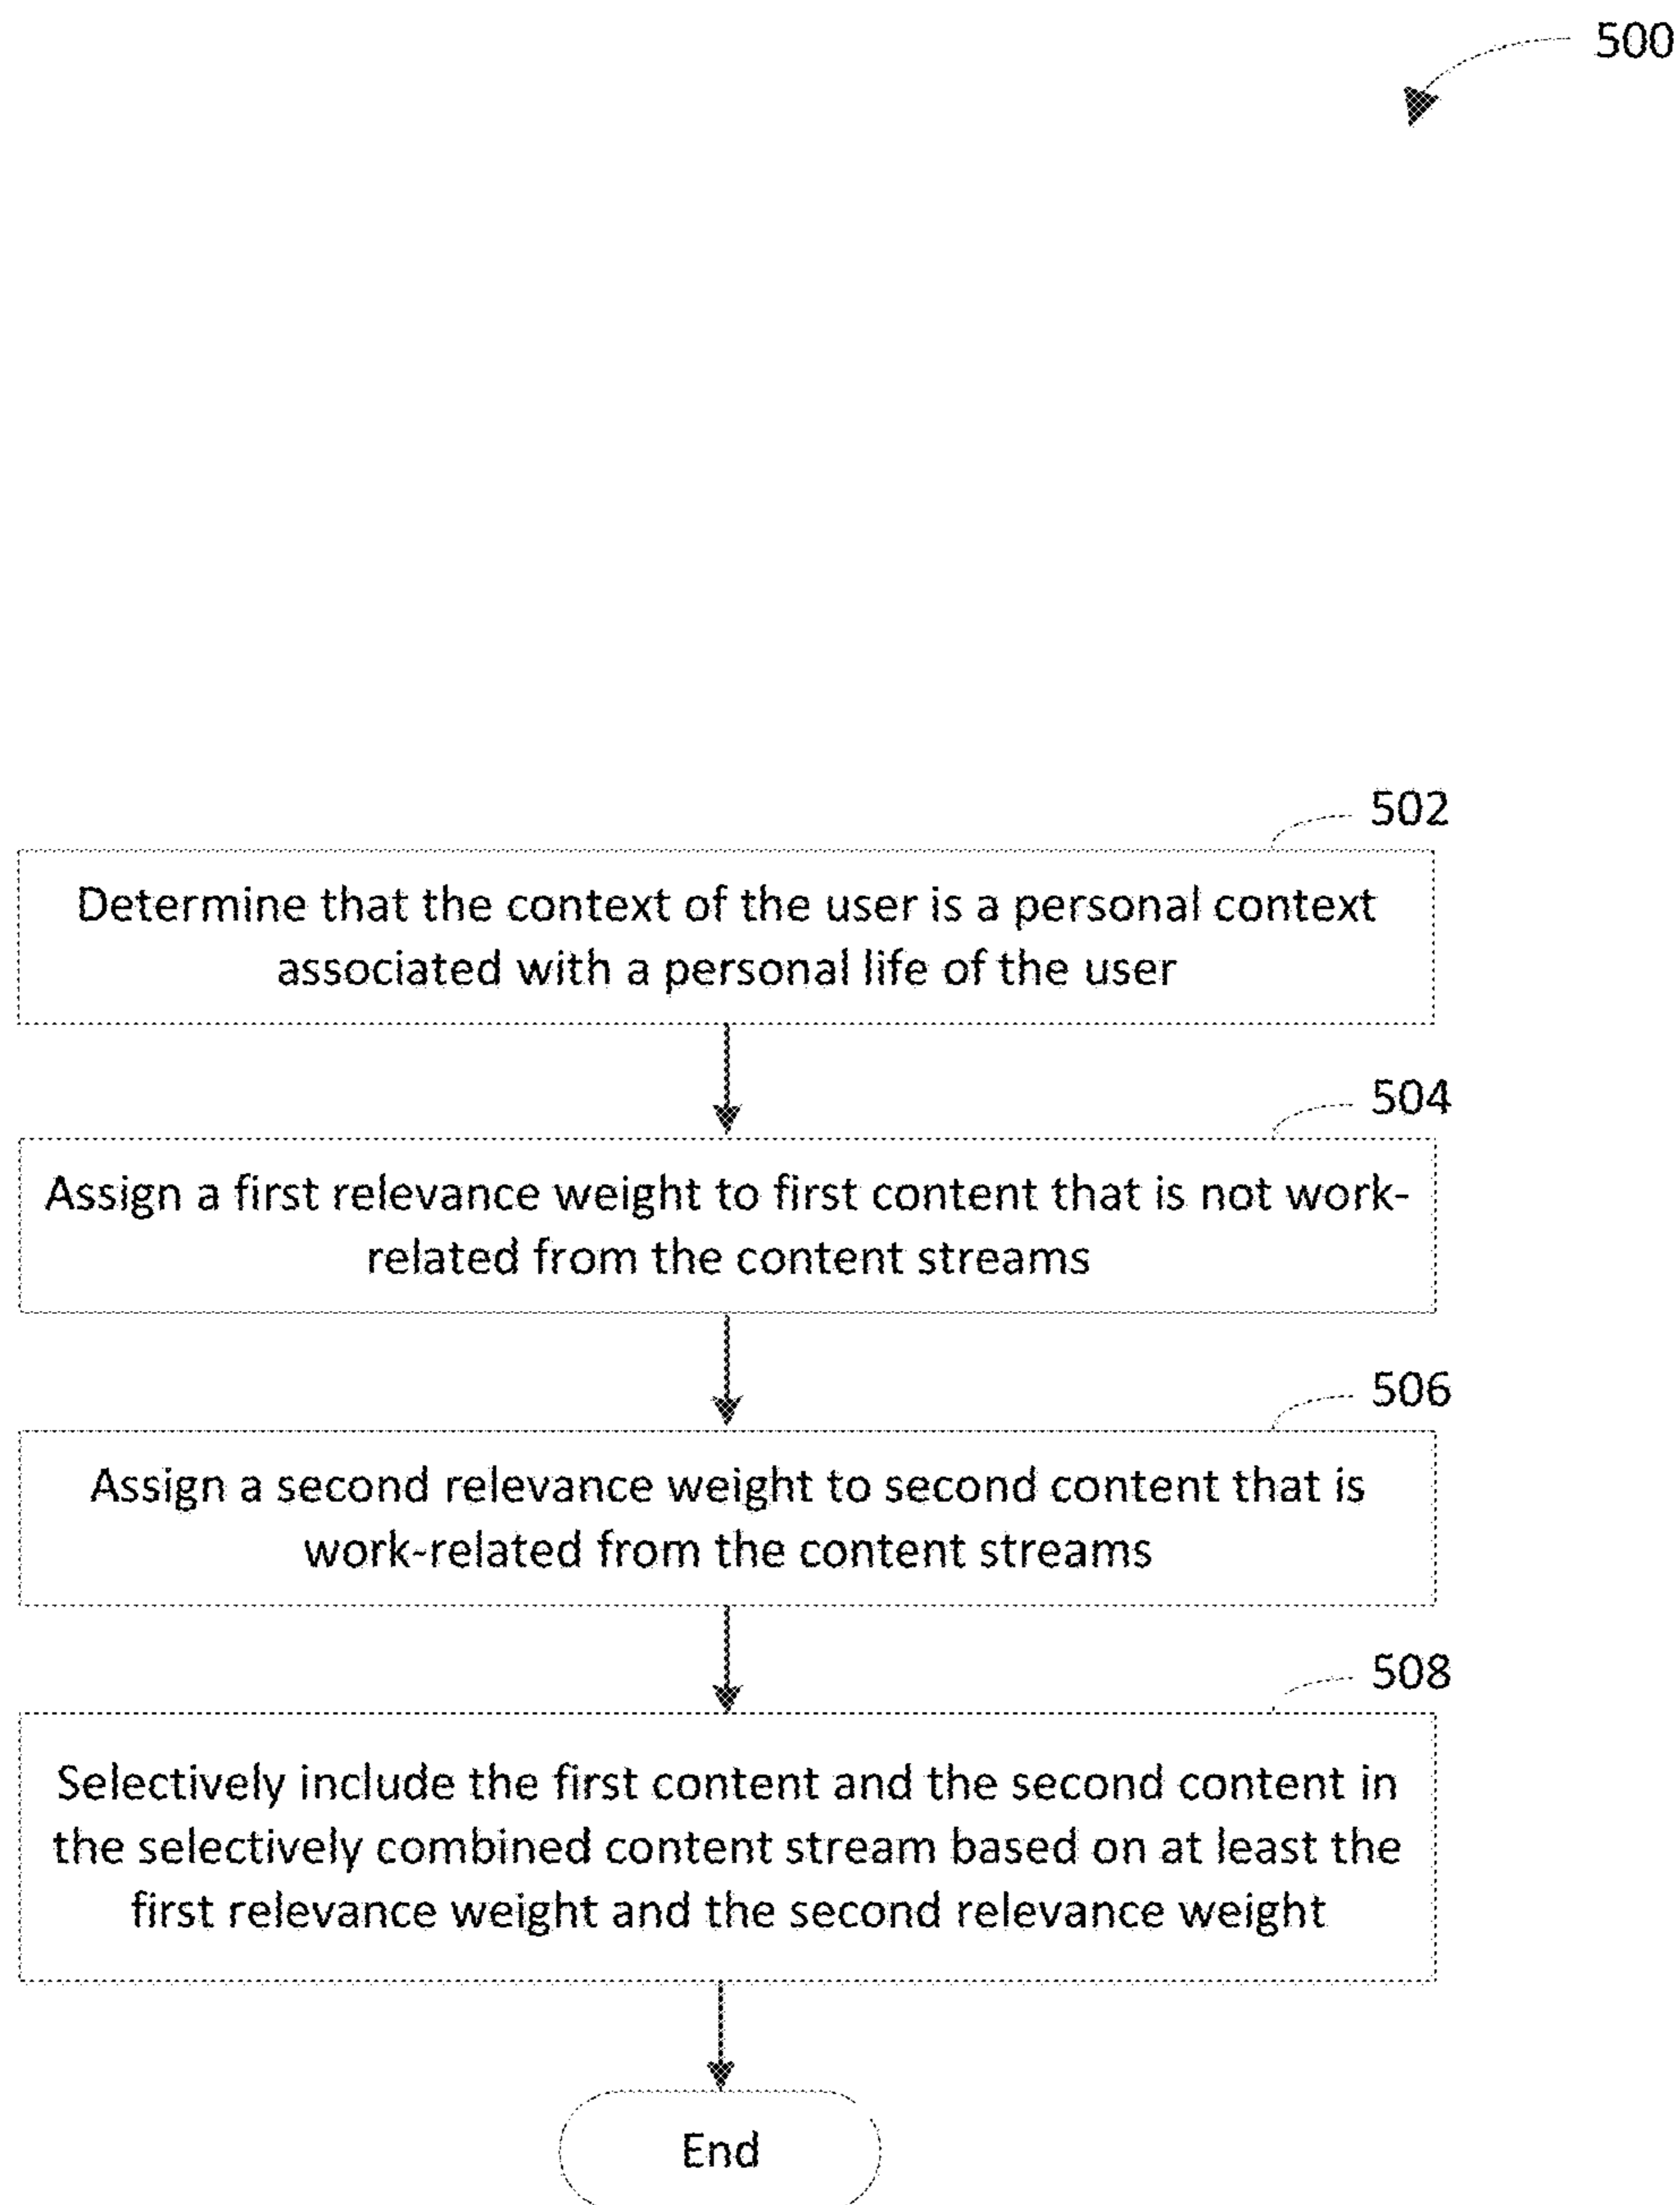 500
502
Determine that the context of the user is a personal context
associated with a personal life of the user
504
Assign a first relevance weight to first content that is not work-
related from the content streams
506
Assign a second relevance weight to second content that is
work-related from the content streams
508
Selectively include the first content and the second content in
the selectively combined content stream based on at least the
first relevance weight and the second relevance weight
End